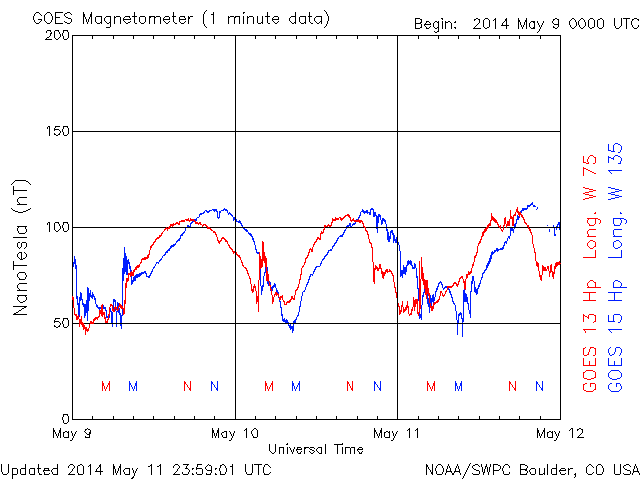 GOES Magnetometer (1 minute data)
Begin: 2014 May 9 0000 UTC
200
150
100
50
0
NanoTesla (nT)
M M N N M M N N M M N N
May 9 May 10 May 11 May 12
Universal Time
GOES 13 Hp Long. W 75
GOES 15 Hp Long. W 135
Updated 2014 May 11 23:59:01 UTC
NOAA/SWPC Boulder, CO USA